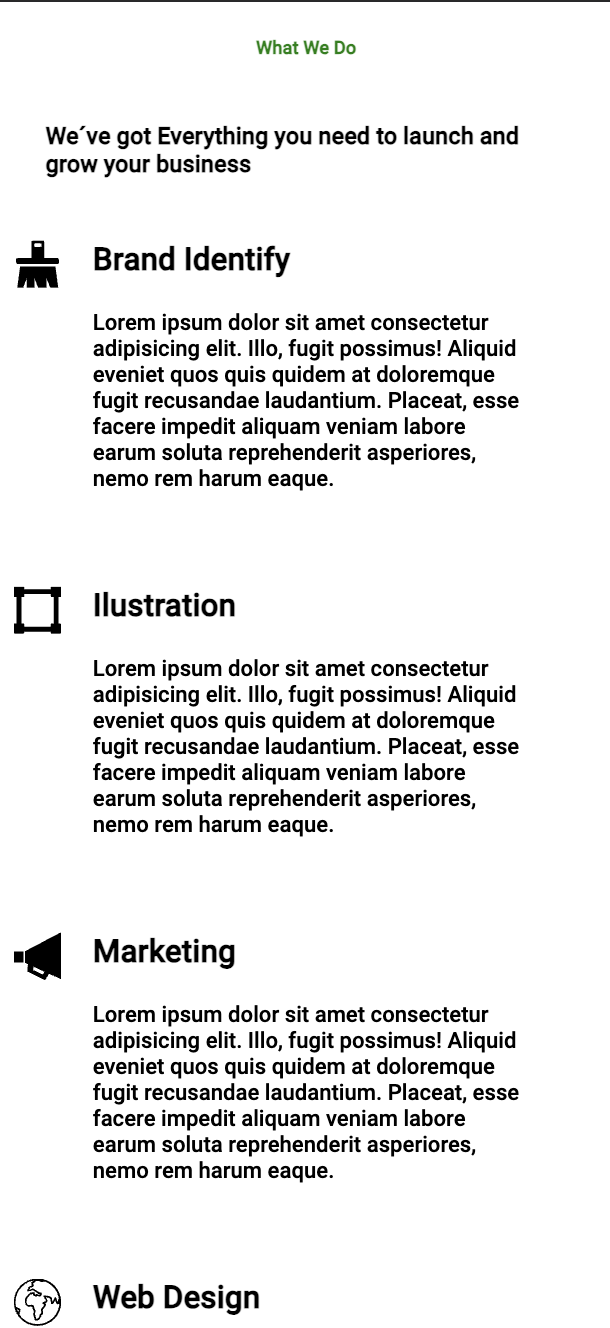 What We Do
We´ve got Everything you need to launch and
grow your business
Brand Identify
Lorem ipsum dolor sit amet consectetur
adipisicing elit. Illo, fugit possimus! Aliquid
eveniet quos quis quidem at doloremque
fugit recusandae laudantium. Placeat, esse
facere impedit aliquam veniam labore
earum soluta reprehenderit asperiores,
nemo rem harum eaque.
Ilustration
Lorem ipsum dolor sit amet consectetur
adipisicing elit. Illo, fugit possimus! Aliquid
eveniet quos quis quidem at doloremque
fugit recusandae laudantium. Placeat, esse
facere impedit aliquam veniam labore
earum soluta reprehenderit asperiores,
nemo rem harum eaque.
Marketing
Lorem ipsum dolor sit amet consectetur
adipisicing elit. Illo, fugit possimus! Aliquid
eveniet quos quis quidem at doloremque
fugit recusandae laudantium. Placeat, esse
facere impedit aliquam veniam labore
earum soluta reprehenderit asperiores,
nemo rem harum eaque.
Web Design